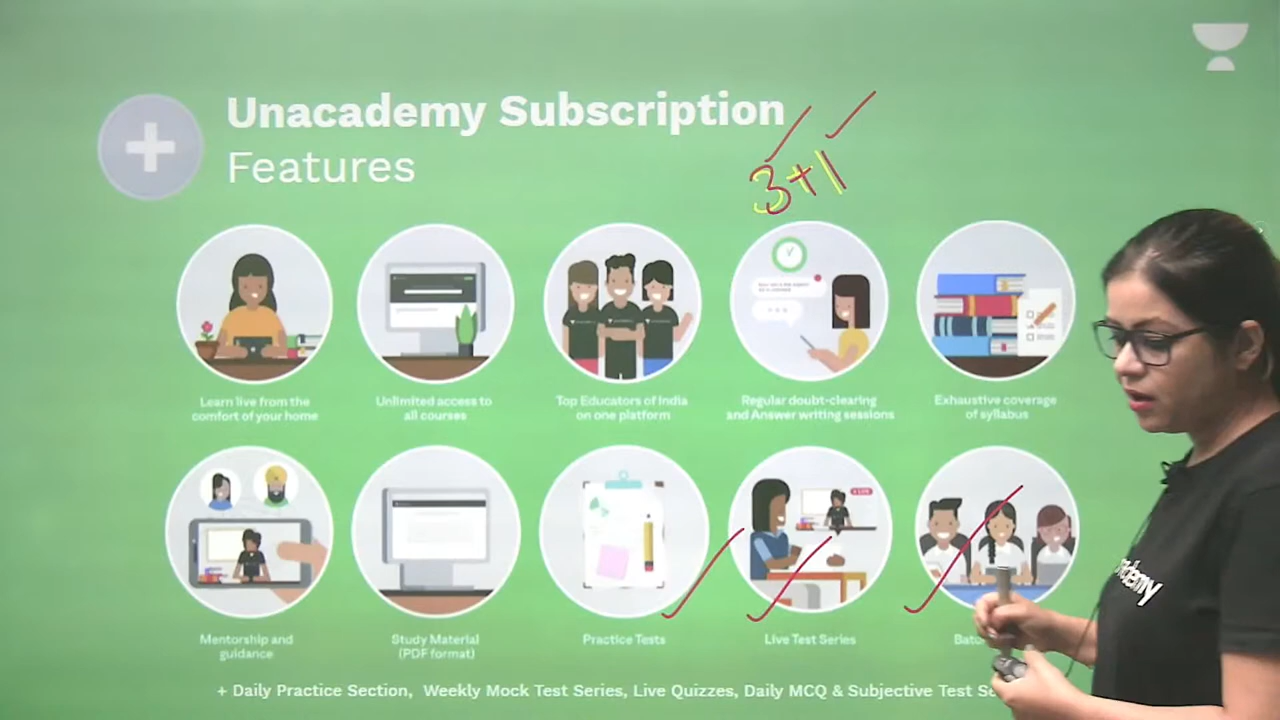 Unacademy Subscription
Features
3+1
Learn live from the
comfort of your home
Unlimited access to
all courses
Top Educators of India
on one platform
Regular doubt-clearing
and Answer writing sessions
Exhaustive coverage
of syllabus
LIVE
Mentorship and
guidance
Study Material
(PDF format)
Practice Tests
Live Test Series
+ Daily Practice Section, Weekly Mock Test Series, Live Quizzes, Daily MCQ & Subjective Test